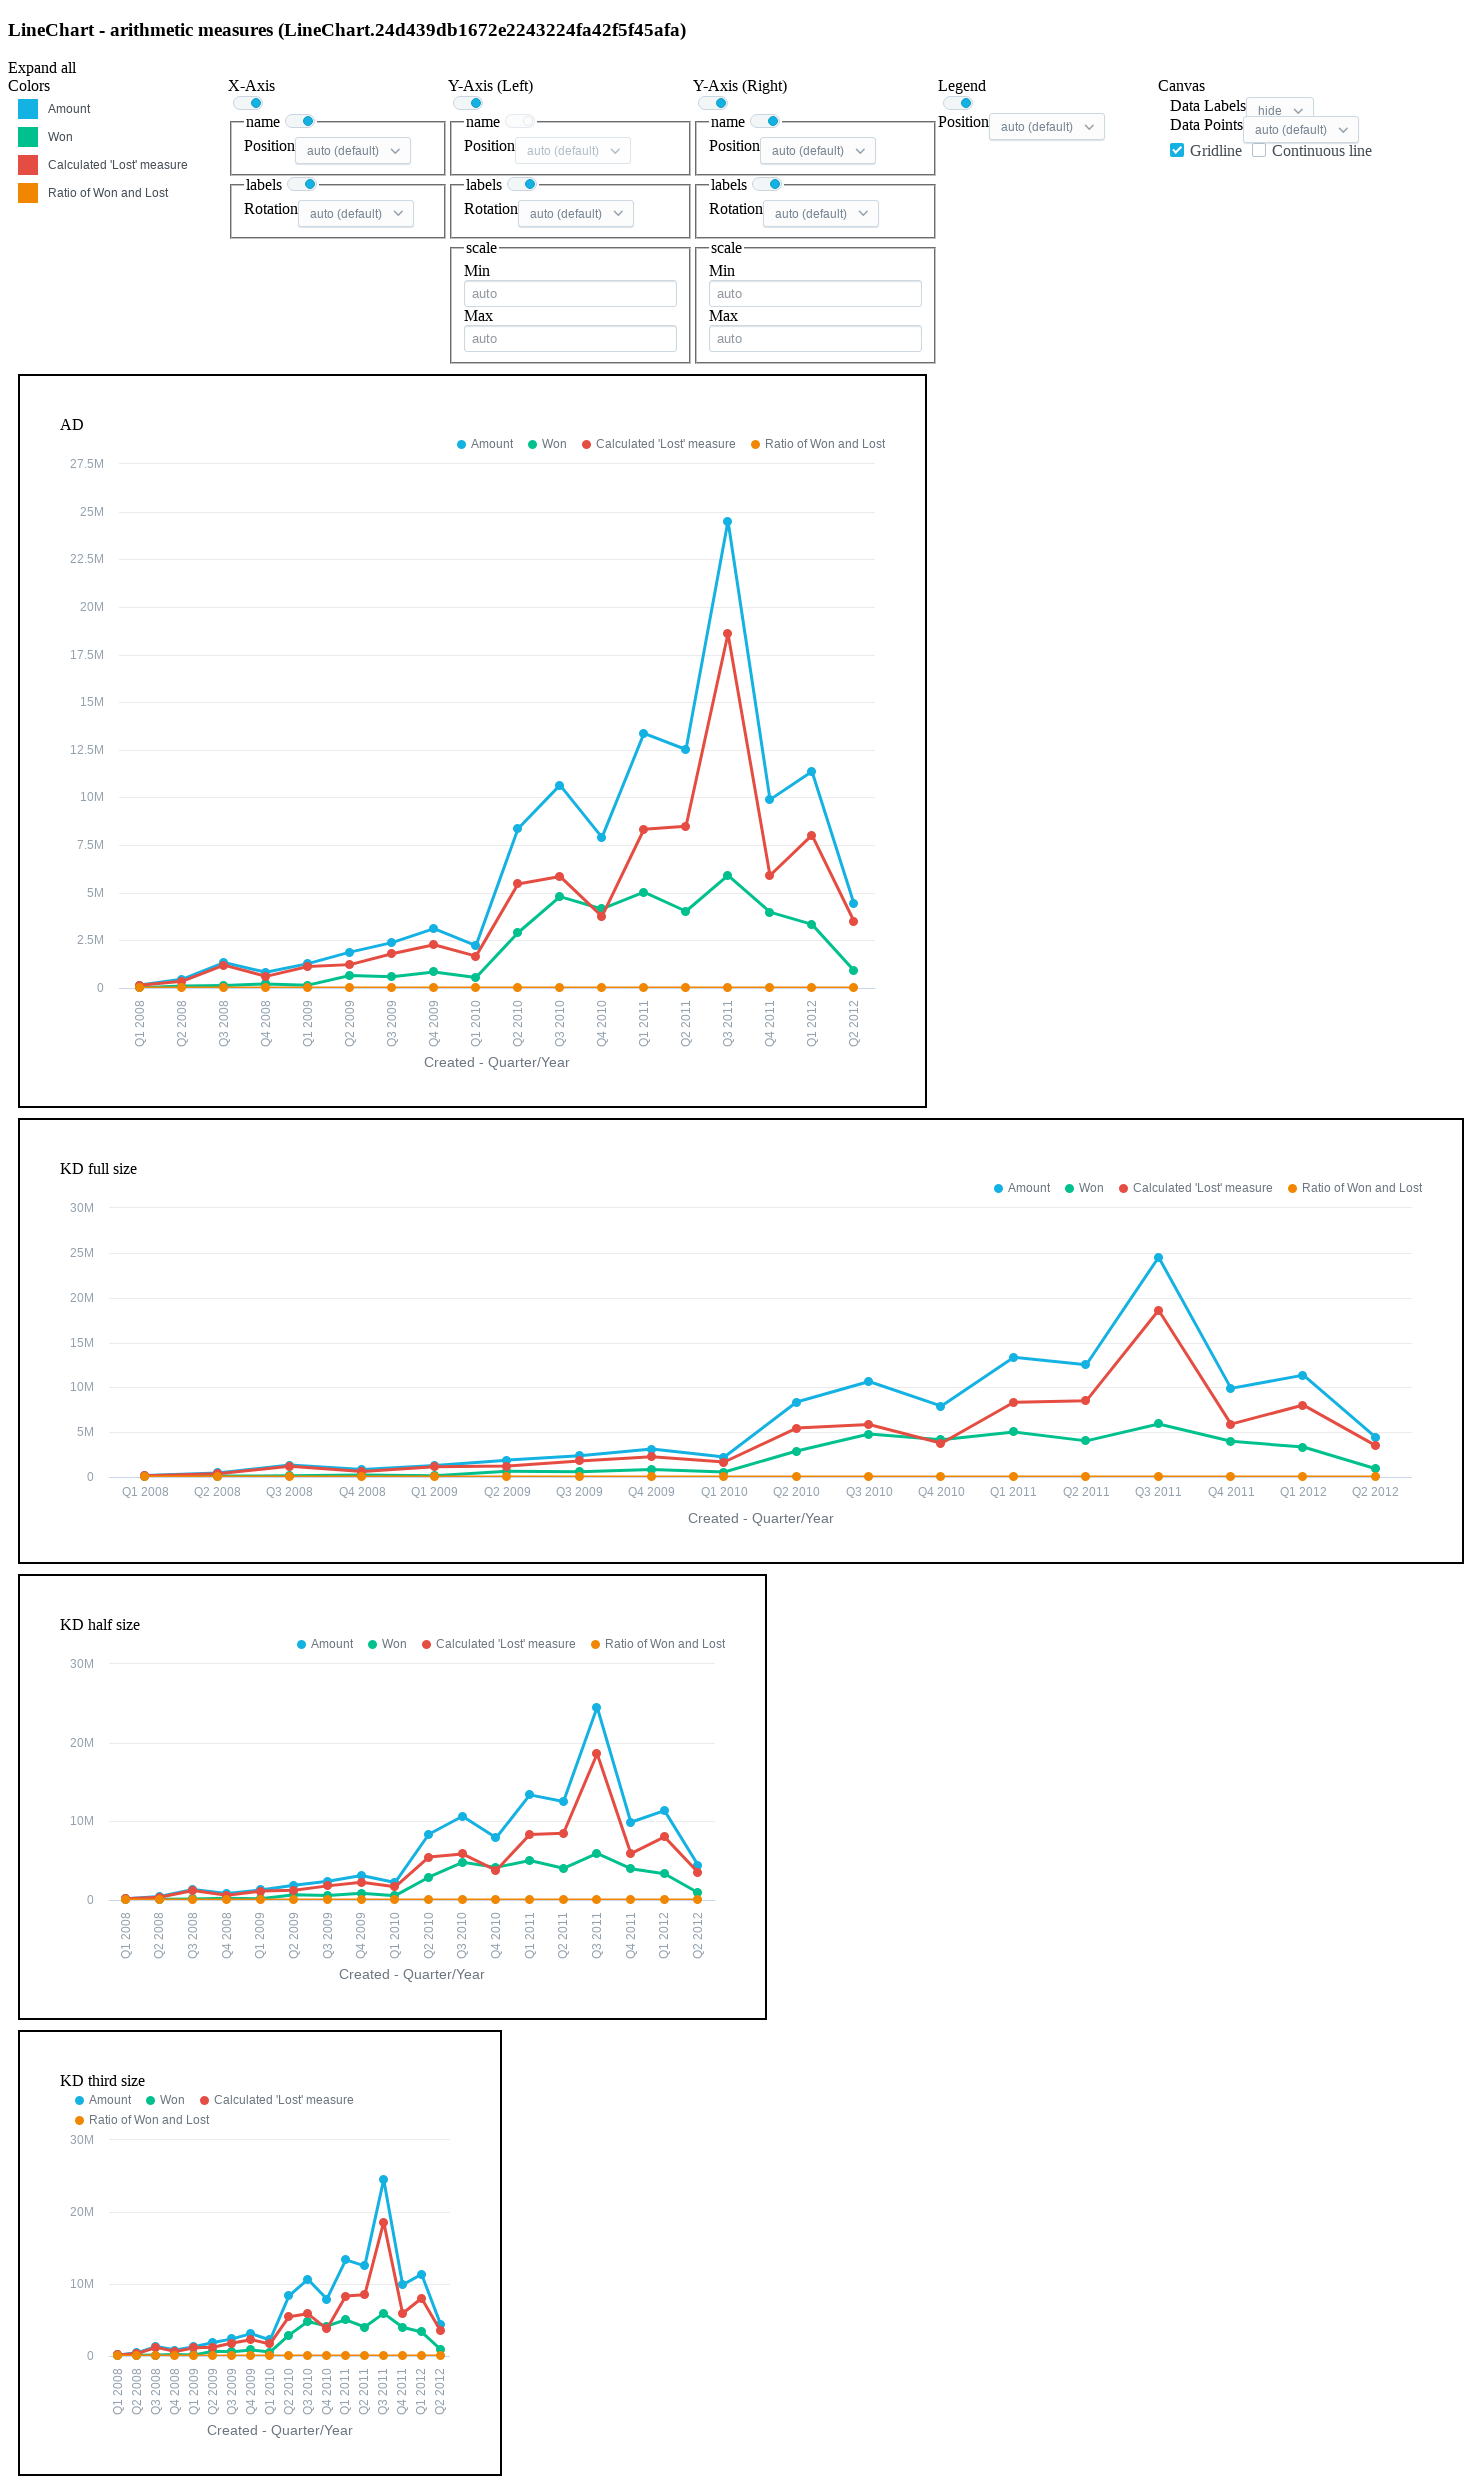 LineChart - arithmetic measures (LineChart.24d439db1672e2243224fa42f5f45afa)
Expand all
Colors
Amount
Won
Calculated 'Lost' measure
Ratio of Won and Lost
X-Axis
name
Position auto (default)
labels
Rotation auto (default)
Y-Axis (Left)
name
Position auto (default)
labels
Rotation auto (default)
scale
Min
auto
Max
auto
Y-Axis (Right)
name
Position auto (default)
labels
Rotation auto (default)
scale
Min
auto
Max
auto
Legend
Position auto (default)
Canvas
Data Labels hide
Data Points auto (default)
Gridline Continuous line
AD
Amount Won Calculated 'Lost' measure Ratio of Won and Lost
27.5M
25M
22.5M
20M
17.5M
15M
12.5M
10M
7.5M
5M
2.5M
0
Q1 2008 Q2 2008 Q3 2008 Q4 2008 Q1 2009 Q2 2009 Q3 2009 Q4 2009 Q1 2010 Q2 2010 Q3 2010 Q4 2010 Q1 2011 Q2 2011 Q3 2011 Q4 2011 Q1 2012 Q2 2012
Created - Quarter/Year
KD full size
Amount Won Calculated 'Lost' measure Ratio of Won and Lost
30M
25M
20M
15M
10M
5M
0
Q1 2008 Q2 2008 Q3 2008 Q4 2008 Q1 2009 Q2 2009 Q3 2009 Q4 2009 Q1 2010 Q2 2010 Q3 2010 Q4 2010 Q1 2011 Q2 2011 Q3 2011 Q4 2011 Q1 2012 Q2 2012
Created - Quarter/Year
KD half size
Amount Won Calculated 'Lost' measure Ratio of Won and Lost
30M
20M
10M
0
Q1 2008 Q2 2008 Q3 2008 Q4 2008 Q1 2009 Q2 2009 Q3 2009 Q4 2009 Q1 2010 Q2 2010 Q3 2010 Q4 2010 Q1 2011 Q2 2011 Q3 2011 Q4 2011 Q1 2012 Q2 2012
Created - Quarter/Year
KD third size
Amount Won Calculated 'Lost' measure
Ratio of Won and Lost
30M
20M
10M
0
Q1 2008 Q2 2008 Q3 2008 Q4 2008 Q1 2009 Q2 2009 Q3 2009 Q4 2009 Q1 2010 Q2 2010 Q3 2010 Q4 2010 Q1 2011 Q2 2011 Q3 2011 Q4 2011 Q1 2012 Q2 2012
Created - Quarter/Year